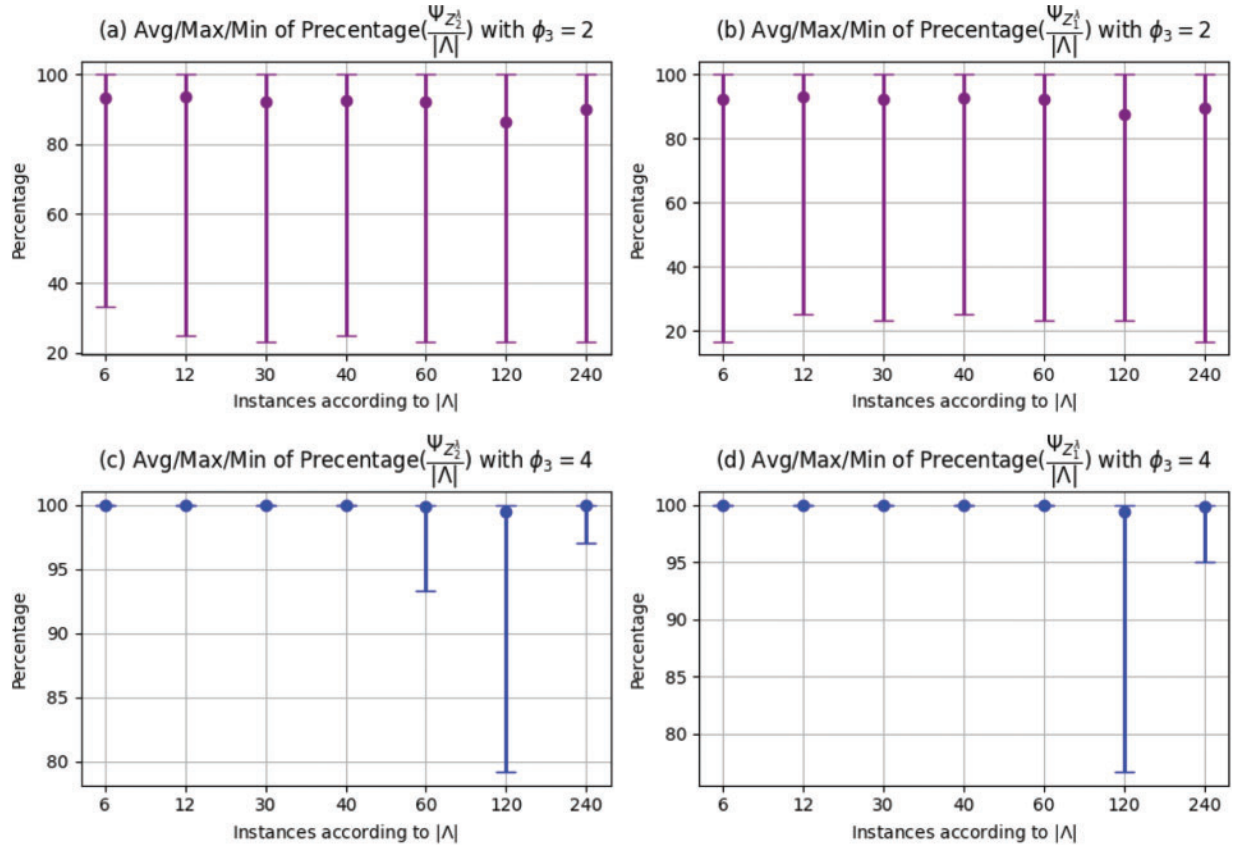 (a) Avg/Max/Min of Precentage(\frac{Ψ_{Z_2^λ}}{|Λ|}) with ϕ_3 = 2
100
80
60
40
20
Percentage
6 12 30 40 60 120 240
Instances according to |Λ|
(b) Avg/Max/Min of Precentage(\frac{Ψ_{Z_1^λ}}{|Λ|}) with ϕ_3 = 2
100
80
60
40
20
Percentage
6 12 30 40 60 120 240
Instances according to |Λ|
(c) Avg/Max/Min of Precentage(\frac{Ψ_{Z_2^λ}}{|Λ|}) with ϕ_3 = 4
100
95
90
85
80
Percentage
6 12 30 40 60 120 240
Instances according to |Λ|
(d) Avg/Max/Min of Precentage(\frac{Ψ_{Z_1^λ}}{|Λ|}) with ϕ_3 = 4
100
95
90
85
80
Percentage
6 12 30 40 60 120 240
Instances according to |Λ|